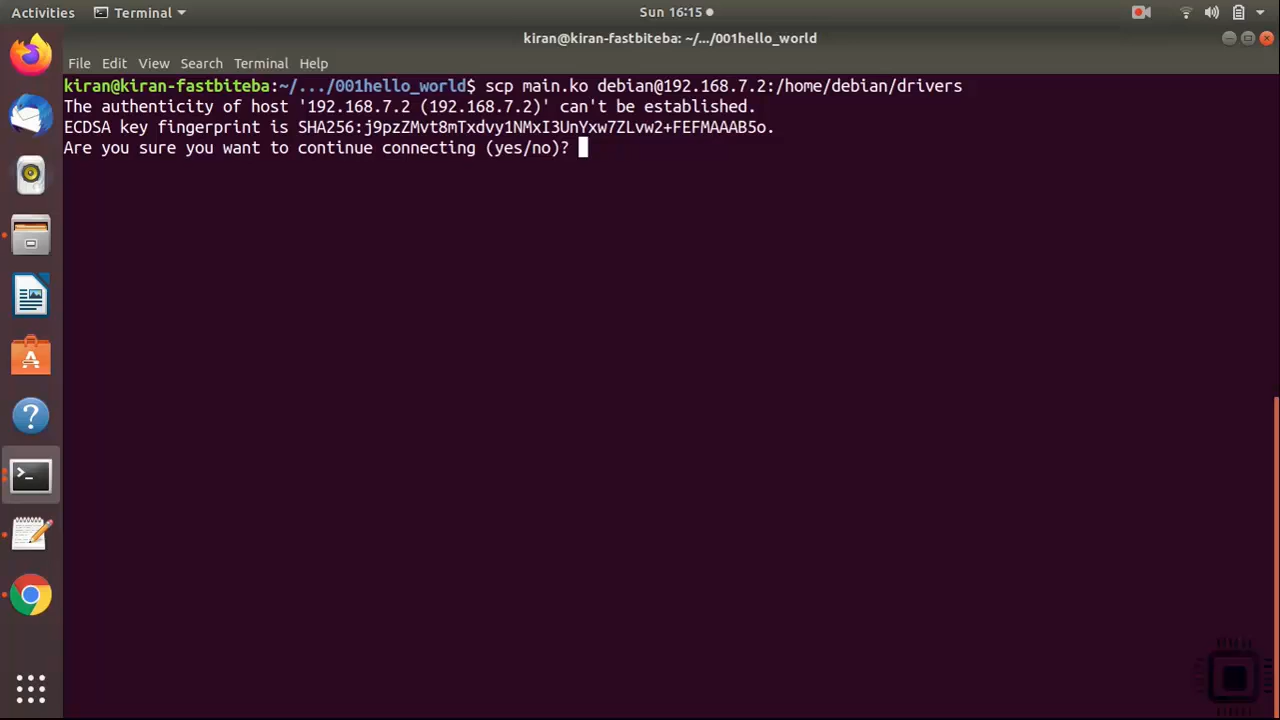 Activities Terminal Sun 16:15
kiran@kiran-fastbiteba: ~/.../001hello_world
File Edit View Search Terminal Help
kiran@kiran-fastbiteba:~/.../001hello_world$ scp main.ko debian@192.168.7.2:/home/debian/drivers
The authenticity of host '192.168.7.2 (192.168.7.2)' can't be established.
ECDSA key fingerprint is SHA256:j9pzZMvt8mTxdvy1NMxI3UnYxw7ZLvw2+FEFMAAAB5o.
Are you sure you want to continue connecting (yes/no)?